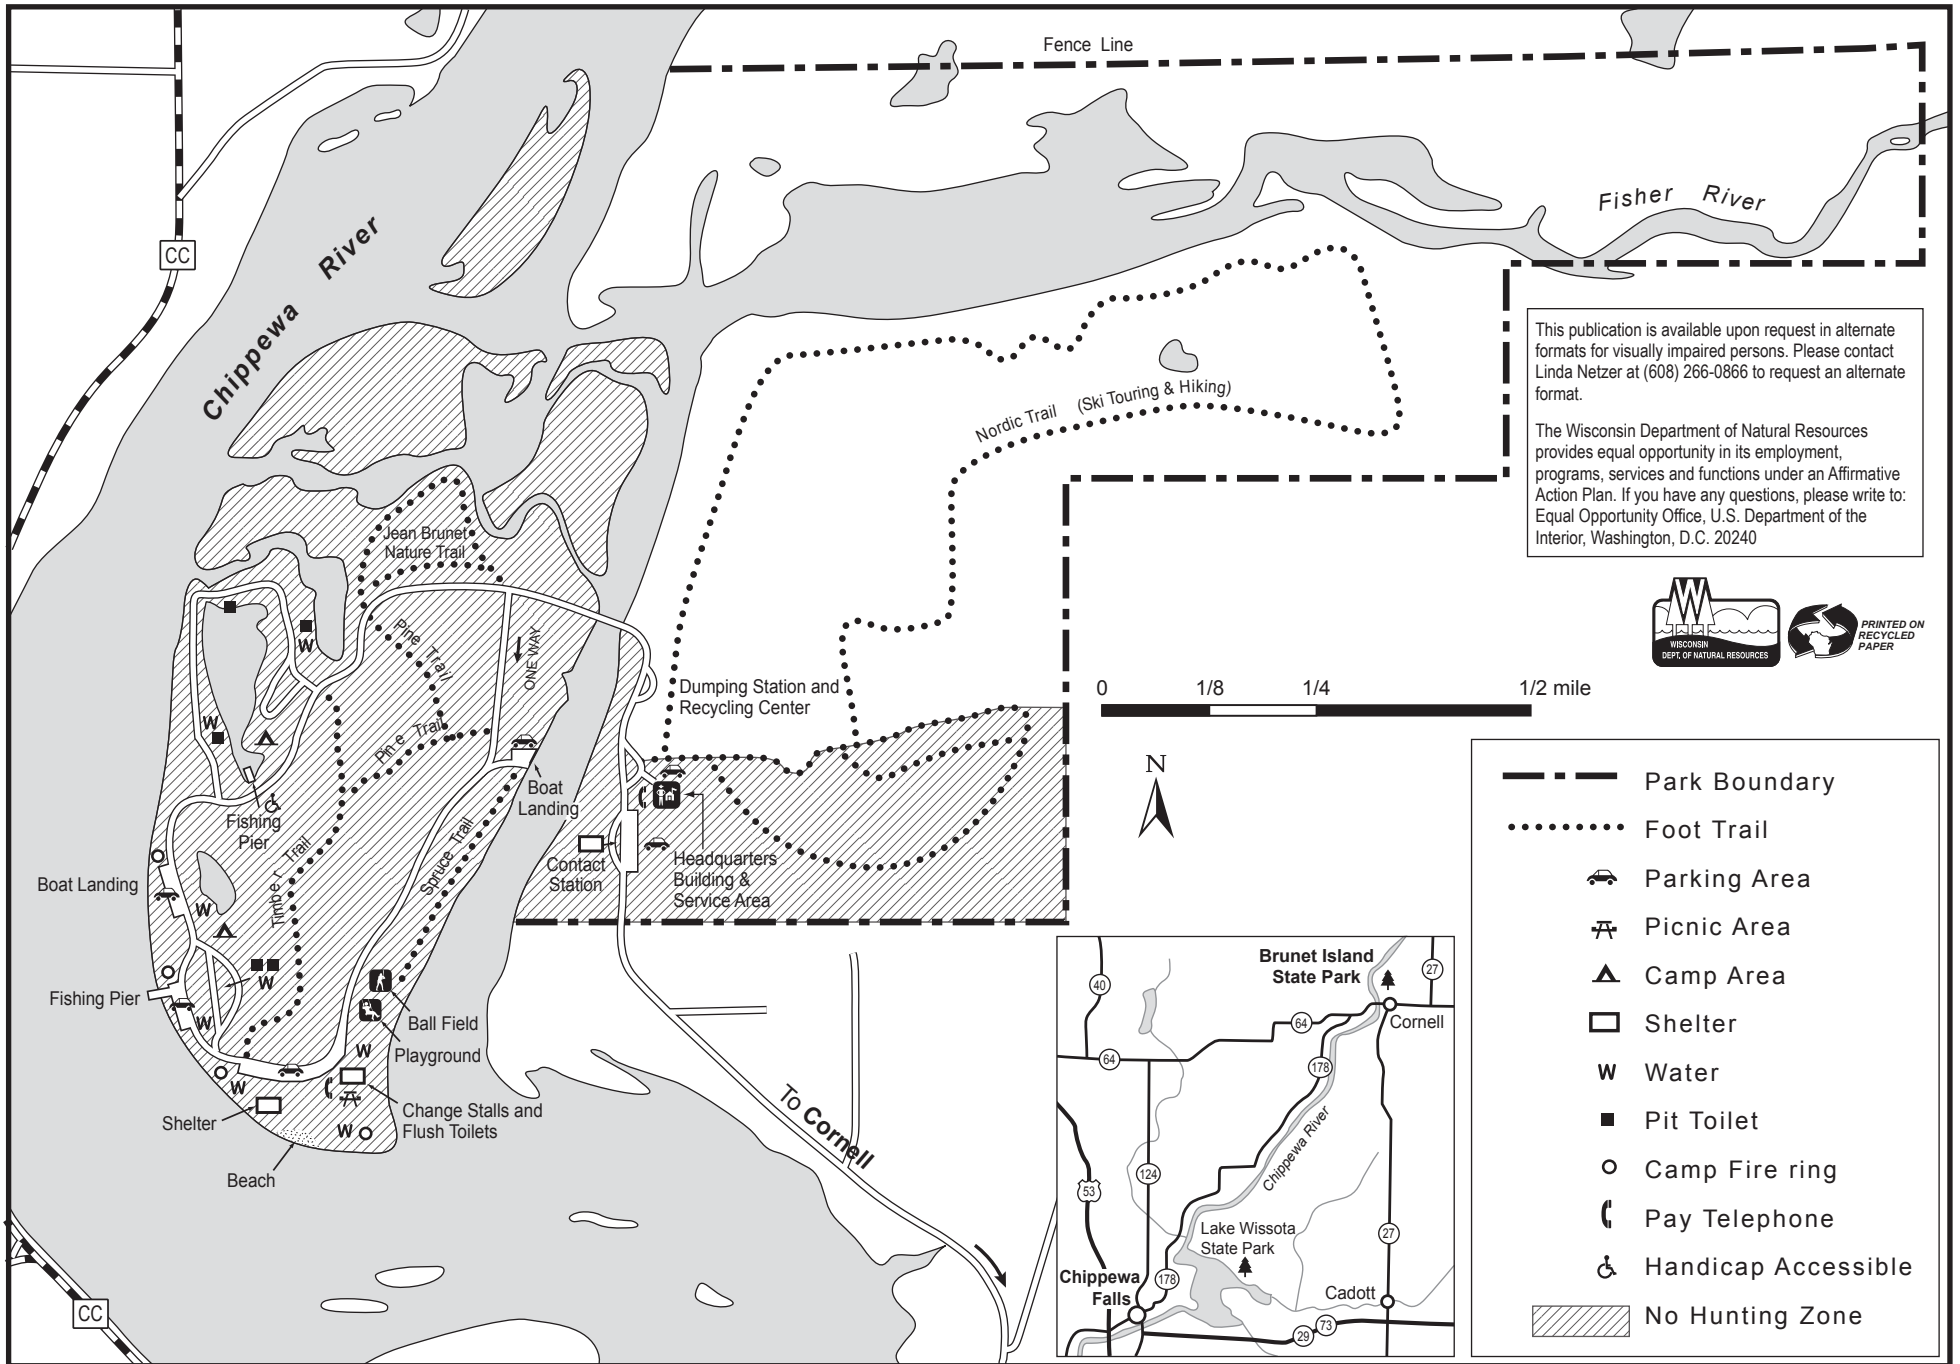 Fence Line
Fisher River
CC
Chippewa River
Nordic Trail (Ski Touring & Hiking)
This publication is available upon request in alternate
formats for visually impaired persons. Please contact
Linda Netzer at (608) 266-0866 to request an alternate
format.
The Wisconsin Department of Natural Resources
provides equal opportunity in its employment,
programs, services and functions under an Affirmative
Action Plan. If you have any questions, please write to:
Equal Opportunity Office, U.S. Department of the
Interior, Washington, D.C. 20240
W
WISCONSIN
DEPT. OF NATURAL RESOURCES
PRINTED ON
RECYCLED
PAPER
Jean Brunet
Nature Trail
Pine Trail
ONE WAY
W
Pine Trail
W
Dumping Station and
Recycling Center
0 1/8 1/4 1/2 mile
N
Boat
Landing
Fishing
Pier
Timber Trail
Spruce Trail
Contact
Station
Headquarters
Building &
Service Area
Boat Landing
W
W
Fishing Pier
W
Ball Field
Playground
W
W
Change Stalls and
Flush Toilets
W
Shelter
Beach
To Cornell
CC
Brunet Island
State Park
27
40
64
Cornell
64
178
Chippewa River
124
53
27
Lake Wissota
State Park
178
Chippewa
Falls
Cadott
29
73
Park Boundary
Foot Trail
Parking Area
Picnic Area
Camp Area
Shelter
W Water
Pit Toilet
Camp Fire ring
Pay Telephone
Handicap Accessible
No Hunting Zone